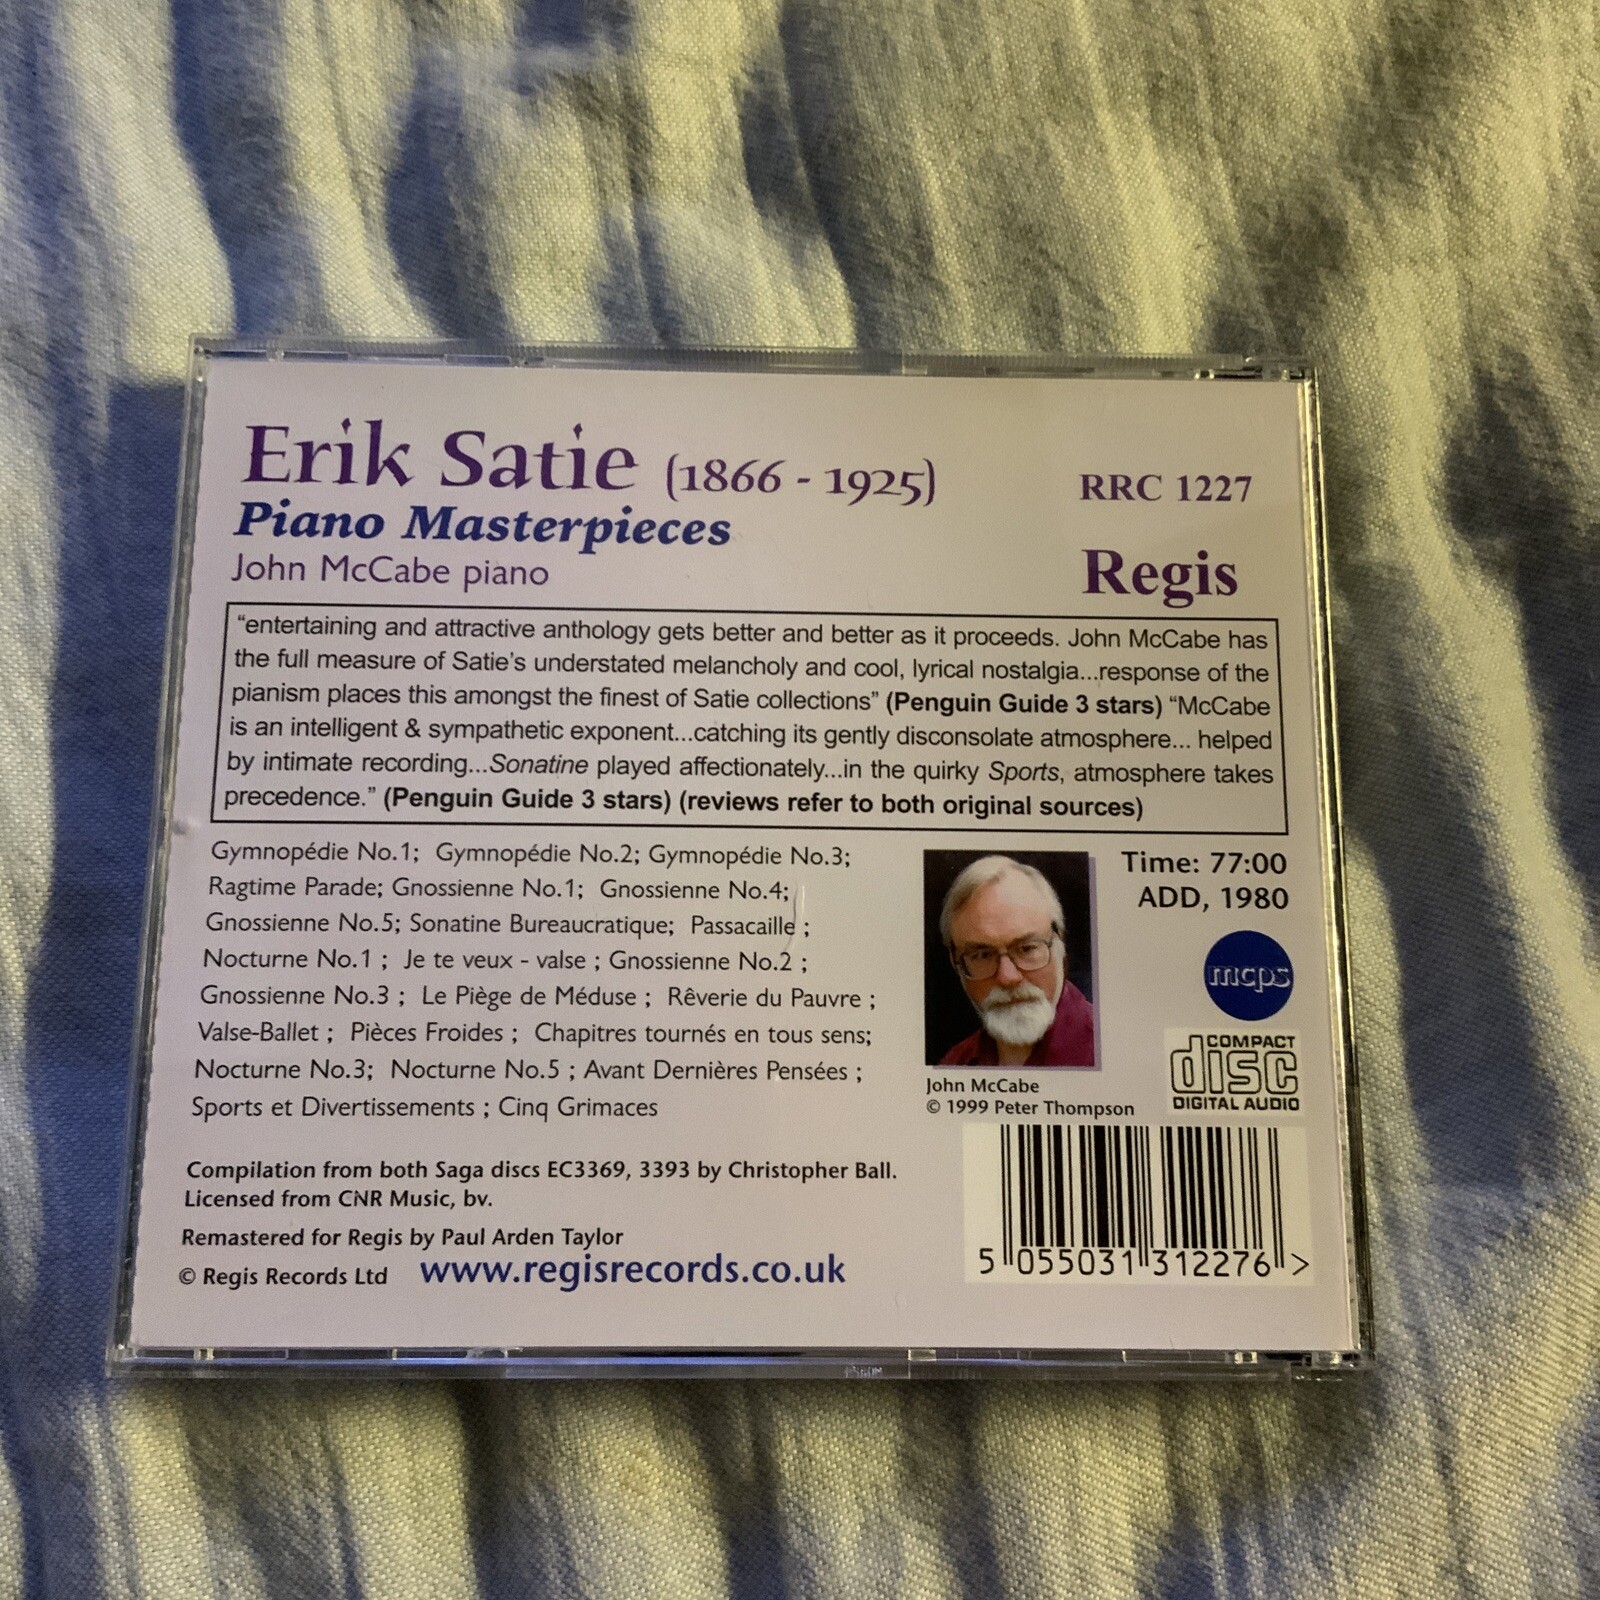 Erik Satie (1866 - 1925)
RRC 1227
Piano Masterpieces
John McCabe piano
Regis
“entertaining and attractive anthology gets better and better as it proceeds. John McCabe has
the full measure of Satie’s understated melancholy and cool, lyrical nostalgia...response of the
pianism places this amongst the finest of Satie collections” (Penguin Guide 3 stars) “McCabe
is an intelligent & sympathetic exponent...catching its gently disconsolate atmosphere... helped
by intimate recording...Sonatine played affectionately...in the quirky Sports, atmosphere takes
precedence.” (Penguin Guide 3 stars) (reviews refer to both original sources)
Gymnopédie No.1; Gymnopédie No.2; Gymnopédie No.3;
Ragtime Parade; Gnossienne No.1; Gnossienne No.4;
Gnossienne No.5; Sonatine Bureaucratique; Passacaille ;
Nocturne No.1 ; Je te veux - valse ; Gnossienne No.2 ;
Gnossienne No.3 ; Le Piège de Méduse ; Rêverie du Pauvre ;
Valse-Ballet ; Pièces Froides ; Chapitres tournés en tous sens;
Nocturne No.3; Nocturne No.5 ; Avant Dernières Pensées ;
Sports et Divertissements ; Cinq Grimaces
Time: 77:00
ADD, 1980
mcps
COMPACT
disc
DIGITAL AUDIO
John McCabe
© 1999 Peter Thompson
Compilation from both Saga discs EC3369, 3393 by Christopher Ball.
Licensed from CNR Music, bv.
Remastered for Regis by Paul Arden Taylor
© Regis Records Ltd www.regisrecords.co.uk
5 055031 312276 >